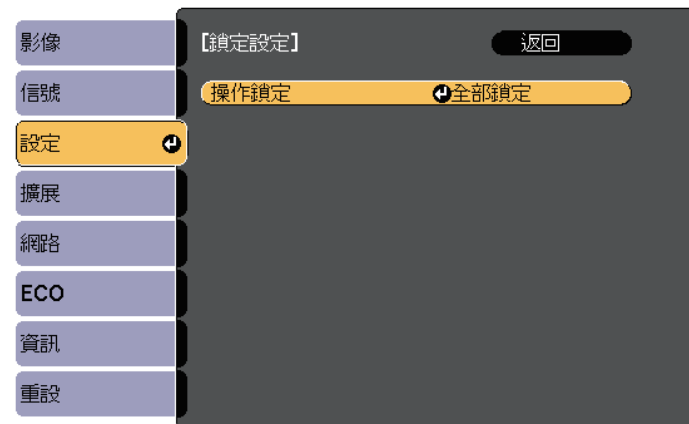 影像
信號
設定
擴展
網路
ECO
資訊
重設
[鎖定設定]
返回
操作鎖定 全部鎖定